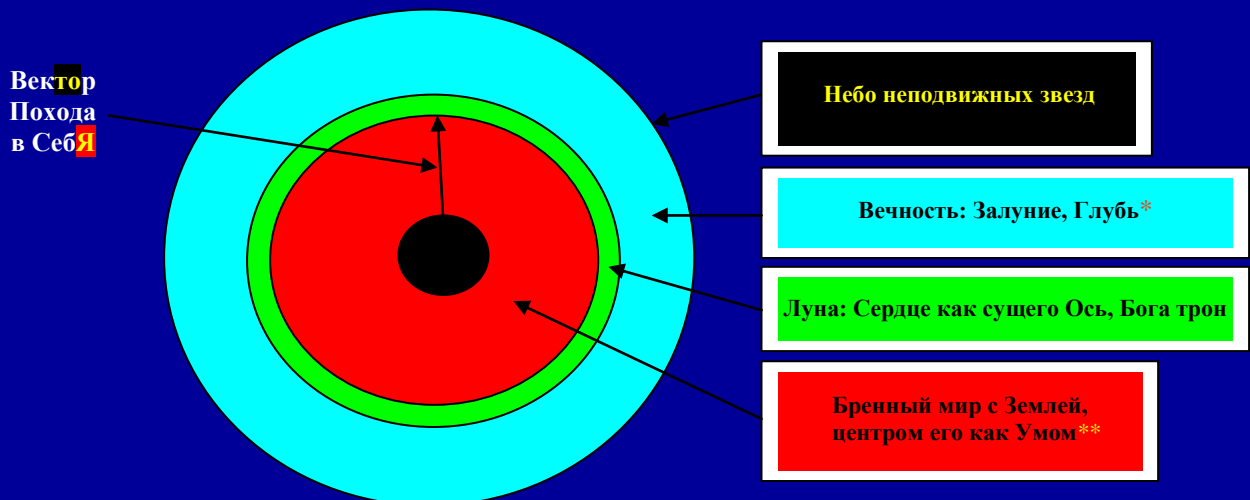 Вектор
Похода
в СебЯ
Небо неподвижных звезд
Вечность: Залуние, Глубь*
Луна: Сердце как сущего Ось, Бога трон
Бренный мир с Землей,
центром его как Умом**